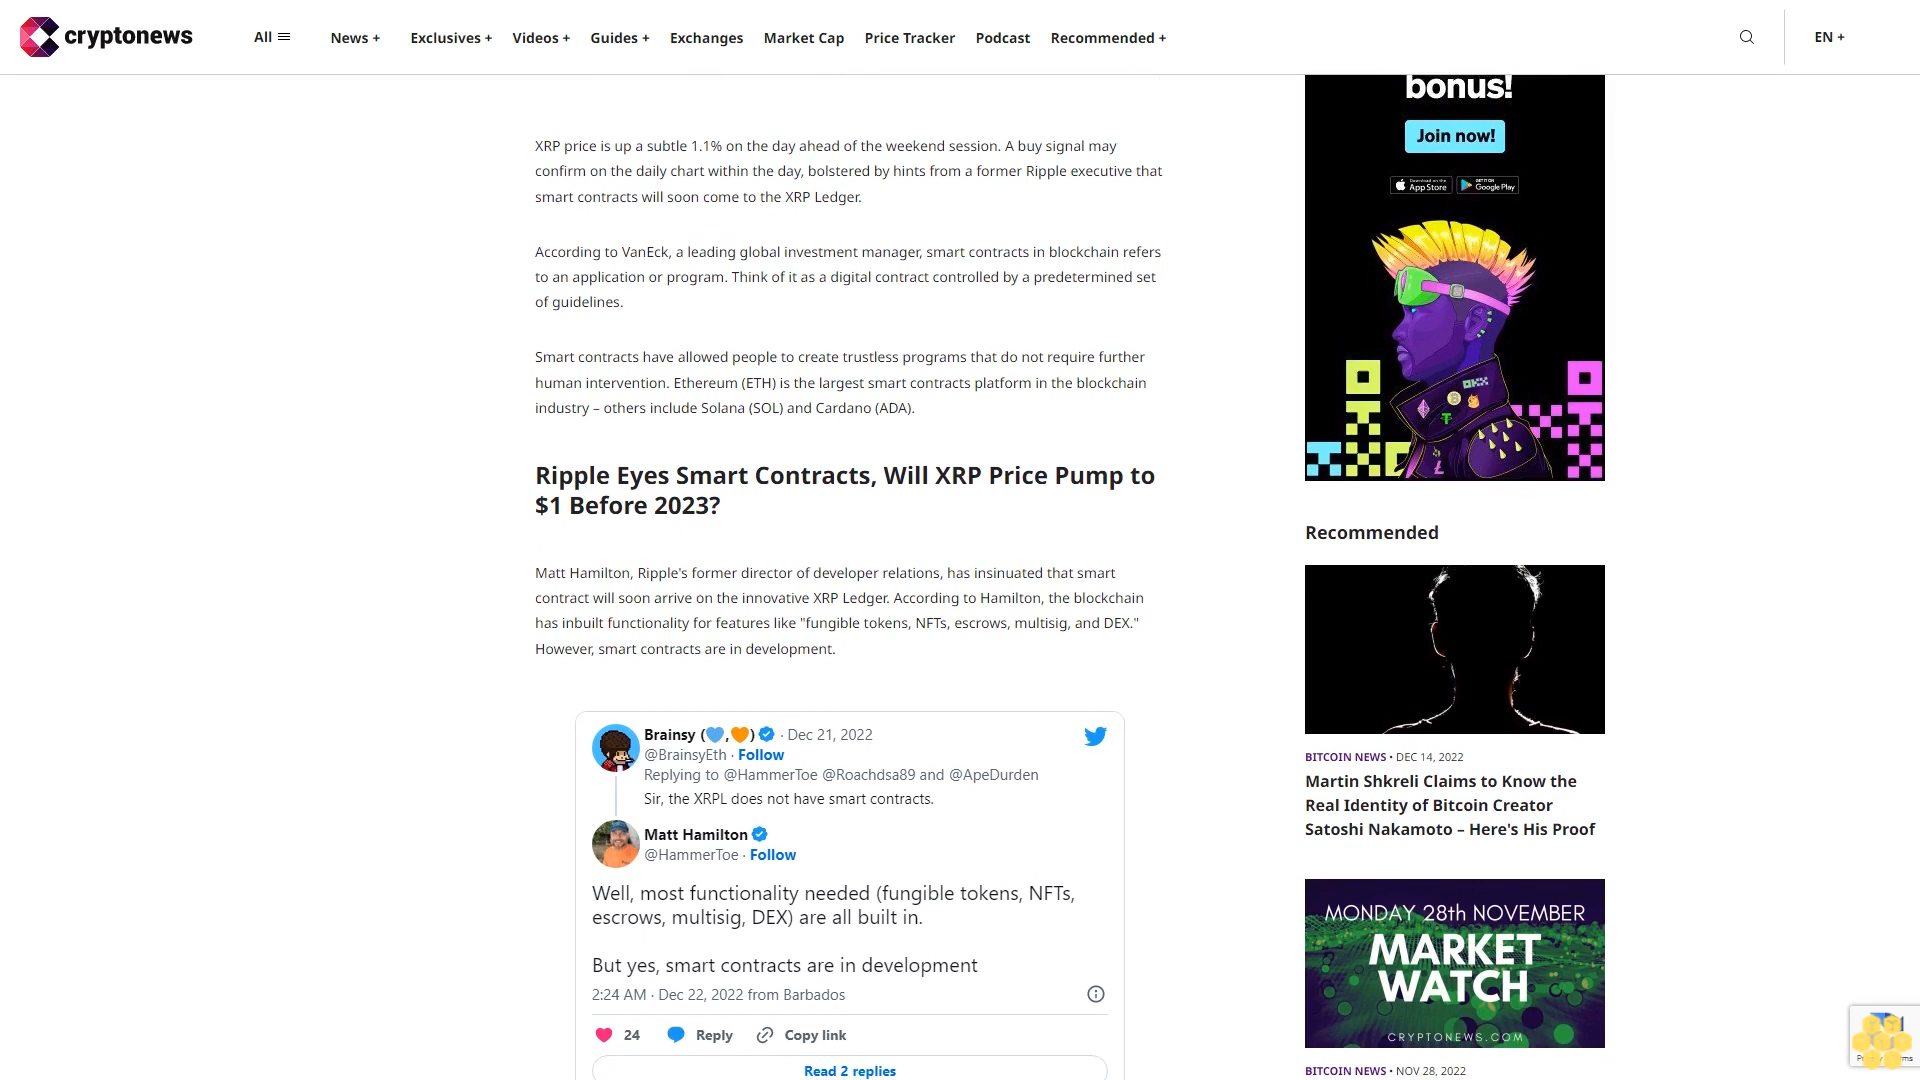 cryptonews
All
News +
Exclusives +
Videos +
Guides +
Exchanges
Market Cap
Price Tracker
Podcast
Recommended +
EN +
XRP price is up a subtle 1.1% on the day ahead of the weekend session. A buy signal may
confirm on the daily chart within the day, bolstered by hints from a former Ripple executive that
smart contracts will soon come to the XRP Ledger.
According to VanEck, a leading global investment manager, smart contracts in blockchain refers
to an application or program. Think of it as a digital contract controlled by a predetermined set
of guidelines.
Smart contracts have allowed people to create trustless programs that do not require further
human intervention. Ethereum (ETH) is the largest smart contracts platform in the blockchain
industry – others include Solana (SOL) and Cardano (ADA).
Ripple Eyes Smart Contracts, Will XRP Price Pump to
$1 Before 2023?
Matt Hamilton, Ripple's former director of developer relations, has insinuated that smart
contract will soon arrive on the innovative XRP Ledger. According to Hamilton, the blockchain
has inbuilt functionality for features like "fungible tokens, NFTs, escrows, multisig, and DEX."
However, smart contracts are in development.
Brainsy (🩵,🧡) · Dec 21, 2022
@BrainsyEth · Follow
Replying to @HammerToe @Roachdsa89 and @ApeDurden
Sir, the XRPL does not have smart contracts.
Matt Hamilton
@HammerToe · Follow
Well, most functionality needed (fungible tokens, NFTs,
escrows, multisig, DEX) are all built in.
But yes, smart contracts are in development
2:24 AM · Dec 22, 2022 from Barbados
24
Reply
Copy link
Read 2 replies
bonus!
Join now!
Download on the
App Store
GET IT ON
Google Play
OKX
Recommended
BITCOIN NEWS • DEC 14, 2022
Martin Shkreli Claims to Know the
Real Identity of Bitcoin Creator
Satoshi Nakamoto – Here's His Proof
MONDAY 28th NOVEMBER
MARKET
WATCH
CRYPTONEWS.COM
BITCOIN NEWS • NOV 28, 2022